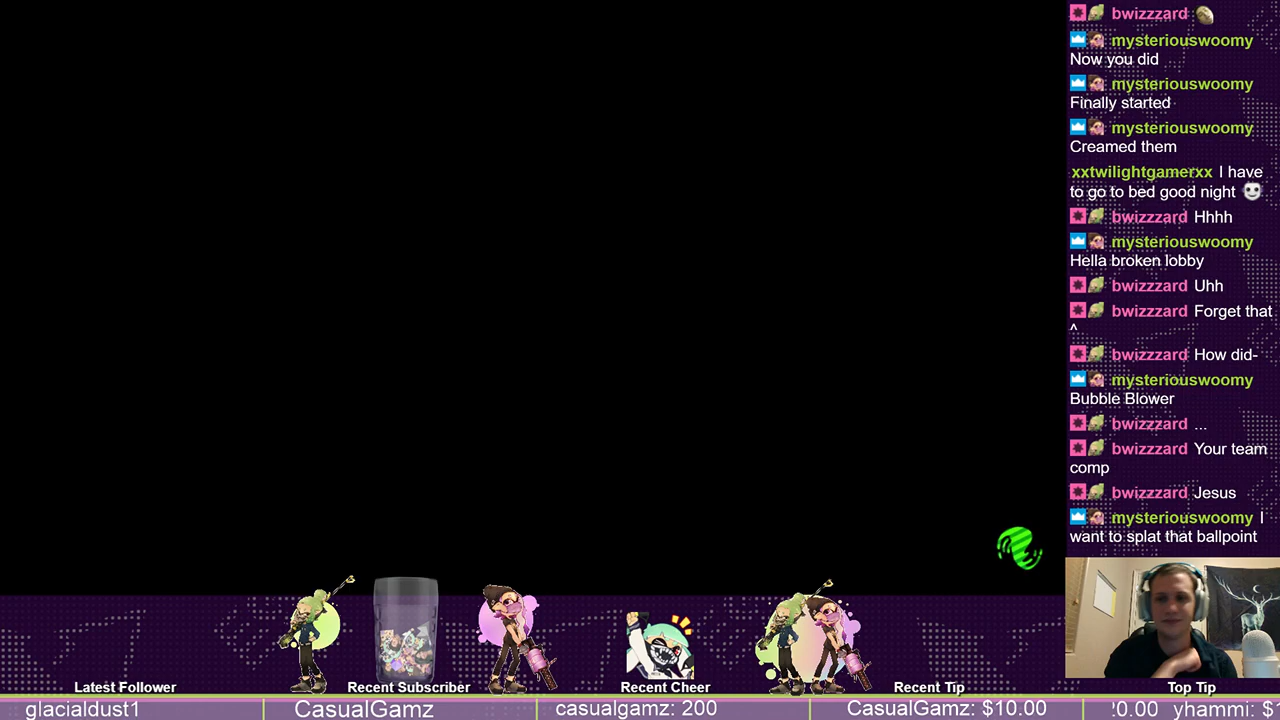 bwizzzard
mysteriouswoomy
Now you did
mysteriouswoomy
Finally started
mysteriouswoomy
Creamed them
xxtwilightgamerxx I have
to go to bed good night
bwizzzard Hhhh
mysteriouswoomy
Hella broken lobby
bwizzzard Uhh
bwizzzard Forget that
^
bwizzzard How did-
mysteriouswoomy
Bubble Blower
bwizzzard ...
bwizzzard Your team
comp
bwizzzard Jesus
mysteriouswoomy I
want to splat that ballpoint
Latest Follower
Recent Subscriber
Recent Cheer
Recent Tip
Top Tip
glacialdust1
CasualGamz
casualgamz: 200
CasualGamz: $10.00
0.00 yhammi: $1